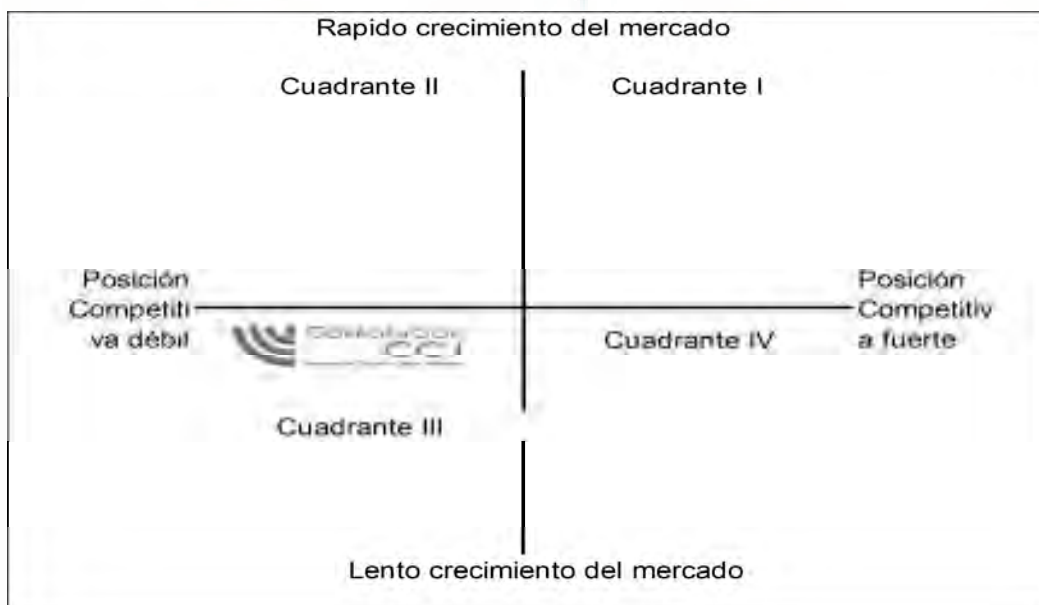 Rapido crecimiento del mercado
Cuadrante II
Cuadrante I
Posición
Competiti
va débil
Posición
Competitiv
a fuerte
CCI
Cuadrante IV
Cuadrante III
Lento crecimiento del mercado